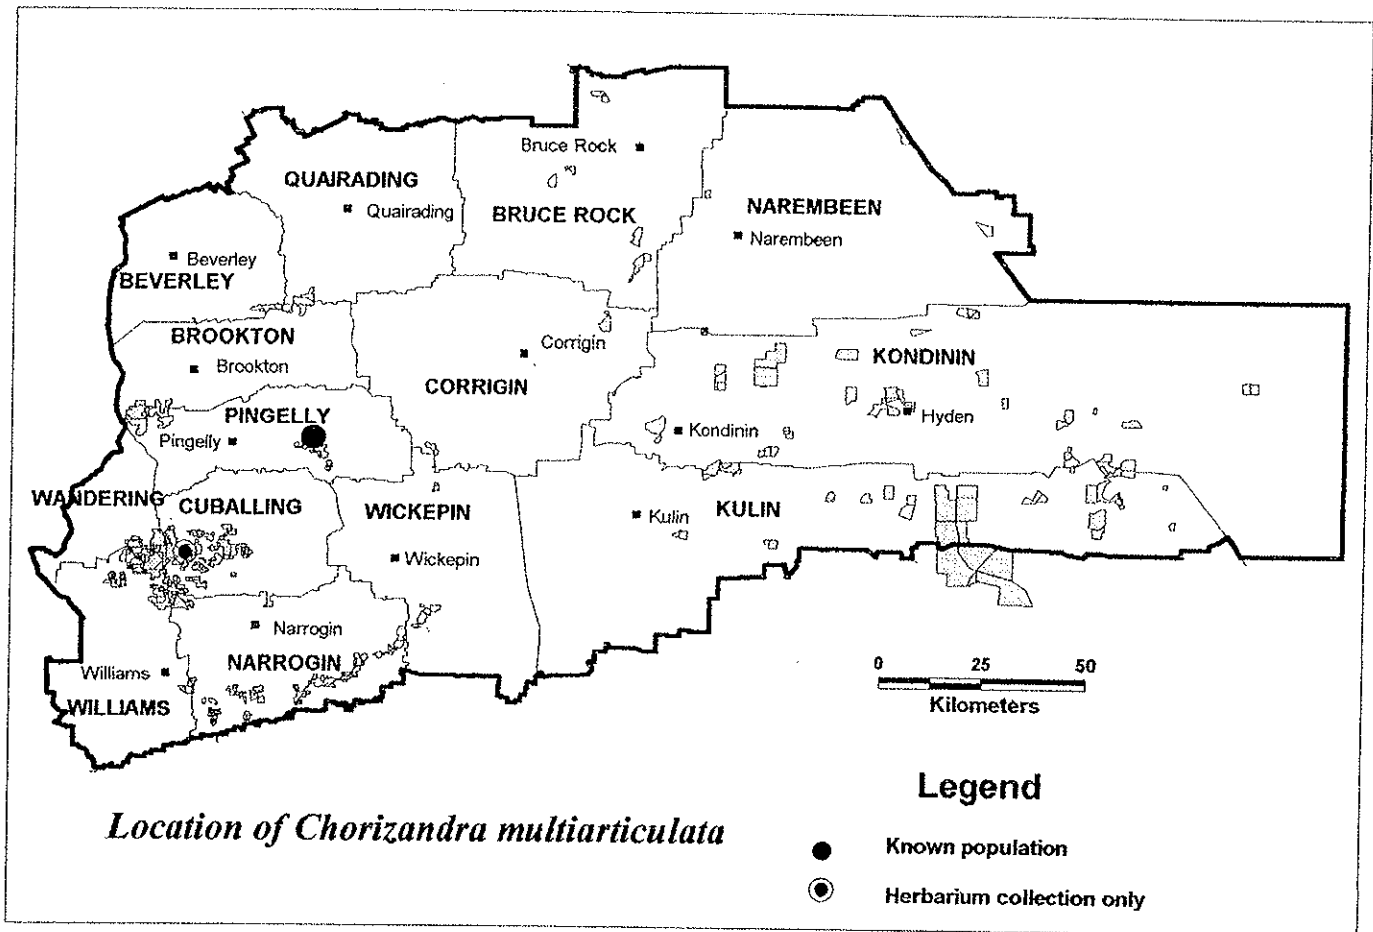 Bruce Rock
QUAIRADING
Quairading
BRUCE ROCK
NAREMBEEN
Narembeen
Beverley
BEVERLEY
BROOKTON
Brookton
Corrigin
CORRIGIN
KONDININ
Hyden
PINGELLY
Pingelly
Kondinin
WANDERING
CUBALLING
WICKEPIN
Wickepin
Kulin
KULIN
Narrogin
NARROGIN
Williams
WILLIAMS
0 25 50
Kilometers
Legend
Location of Chorizandra multiarticulata
Known population
Herbarium collection only